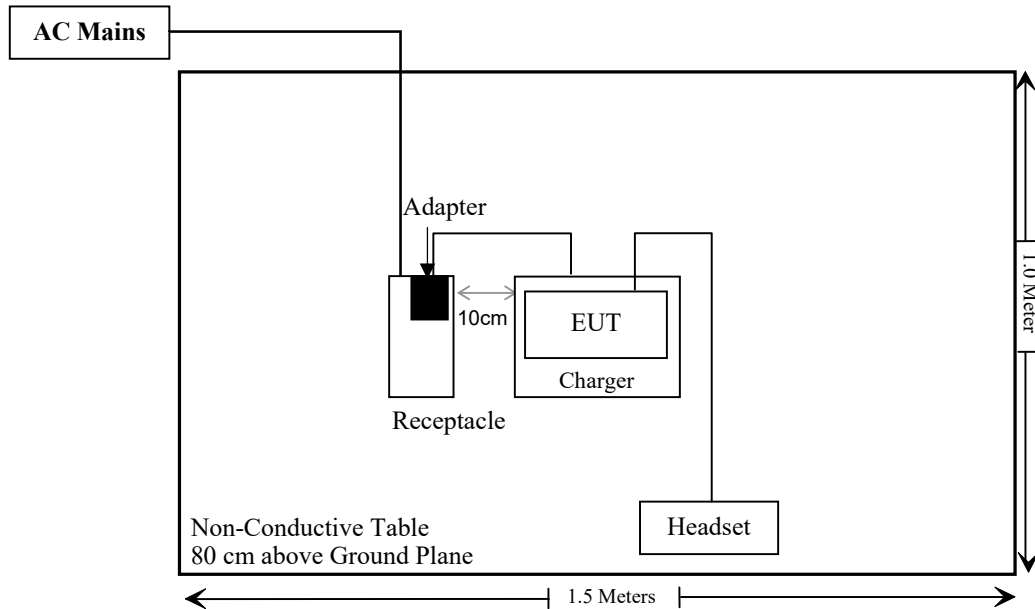 AC Mains
Adapter
10cm
EUT
Charger
Receptacle
1.0 Meter
Headset
Non-Conductive Table
80 cm above Ground Plane
1.5 Meters